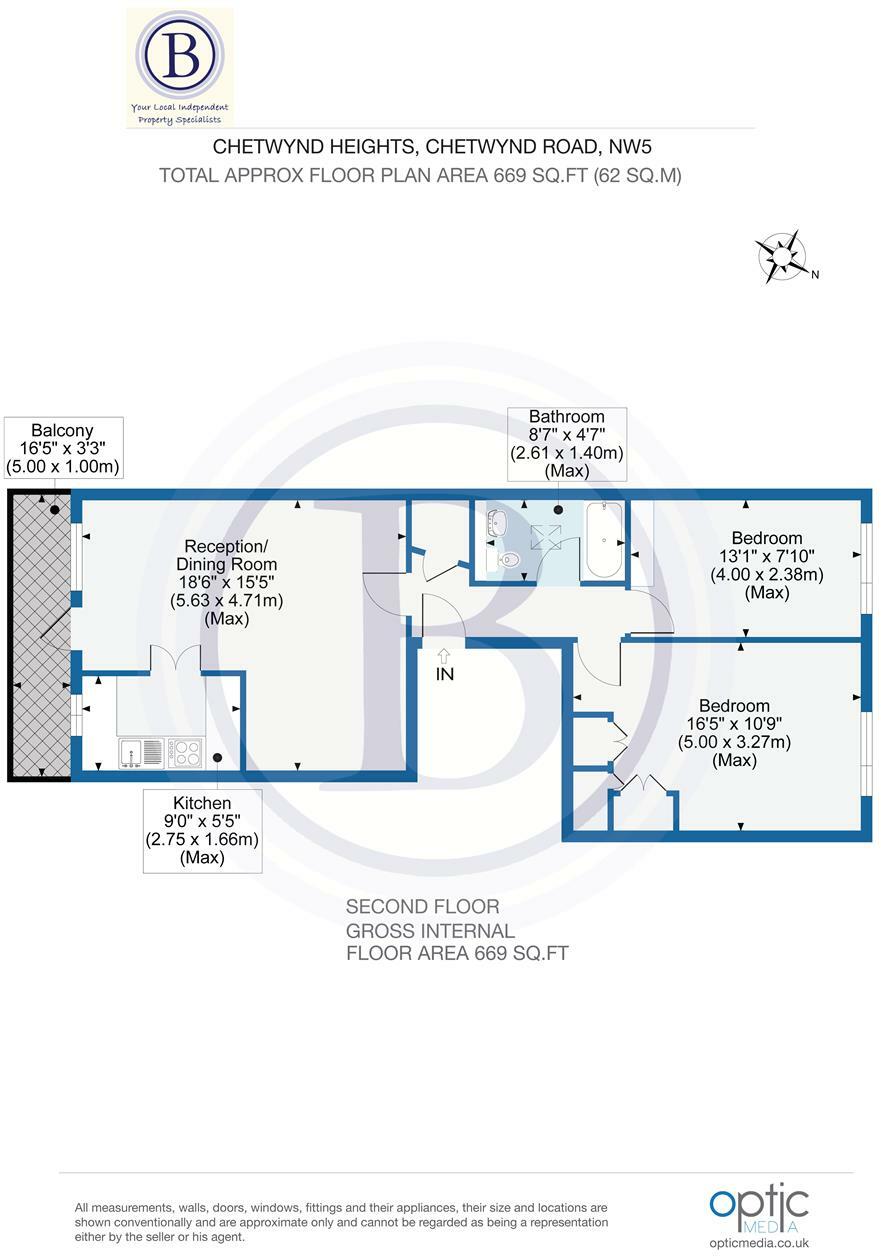 B
Your Local Independent
Property Specialists
CHETWYND HEIGHTS, CHETWYND ROAD, NW5
TOTAL APPROX FLOOR PLAN AREA 669 SQ.FT (62 SQ.M)
N
Balcony
16'5" x 3'3"
(5.00 x 1.00m)
Bathroom
8'7" x 4'7"
(2.61 x 1.40m)
(Max)
Reception/
Dining Room
18'6" x 15'5"
(5.63 x 4.71m)
(Max)
Bedroom
13'1" x 7'10"
(4.00 x 2.38m)
(Max)
IN
Bedroom
16'5" x 10'9"
(5.00 x 3.27m)
(Max)
Kitchen
9'0" x 5'5"
(2.75 x 1.66m)
(Max)
B
SECOND FLOOR
GROSS INTERNAL
FLOOR AREA 669 SQ.FT
All measurements, walls, doors, windows, fittings and their appliances, their size and locations are
shown conventionally and are approximate only and cannot be regarded as being a representation
either by the seller or his agent.
optic
MEDIA
opticmedia.co.uk